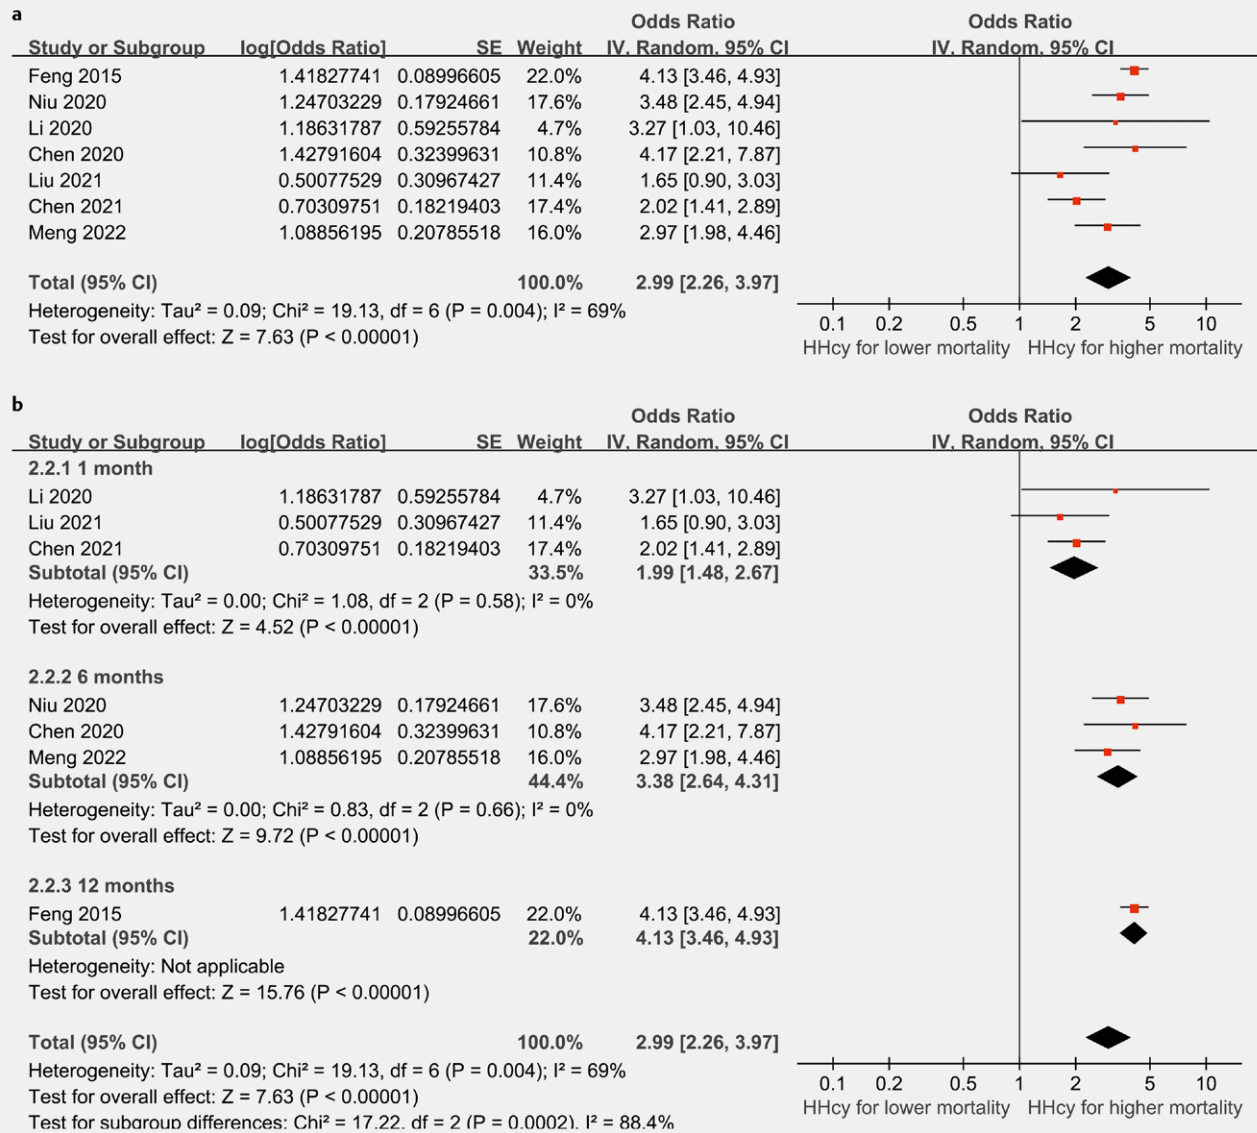 a
Odds Ratio Odds Ratio
Study or Subgroup log[Odds Ratio] SE Weight IV, Random, 95% CI IV, Random, 95% CI
Feng 2015 1.41827741 0.08996605 22.0% 4.13 [3.46, 4.93]
Niu 2020 1.24703229 0.17924661 17.6% 3.48 [2.45, 4.94]
Li 2020 1.18631787 0.59255784 4.7% 3.27 [1.03, 10.46]
Chen 2020 1.42791604 0.32399631 10.8% 4.17 [2.21, 7.87]
Liu 2021 0.50077529 0.30967427 11.4% 1.65 [0.90, 3.03]
Chen 2021 0.70309751 0.18219403 17.4% 2.02 [1.41, 2.89]
Meng 2022 1.08856195 0.20785518 16.0% 2.97 [1.98, 4.46]
Total (95% CI) 100.0% 2.99 [2.26, 3.97]
Heterogeneity: Tau² = 0.09; Chi² = 19.13, df = 6 (P = 0.004); I² = 69%
Test for overall effect: Z = 7.63 (P < 0.00001)
0.1 0.2 0.5 1 2 5 10
HHcy for lower mortality HHcy for higher mortality
b
Odds Ratio Odds Ratio
Study or Subgroup log[Odds Ratio] SE Weight IV, Random, 95% CI IV, Random, 95% CI
2.2.1 1 month
Li 2020 1.18631787 0.59255784 4.7% 3.27 [1.03, 10.46]
Liu 2021 0.50077529 0.30967427 11.4% 1.65 [0.90, 3.03]
Chen 2021 0.70309751 0.18219403 17.4% 2.02 [1.41, 2.89]
Subtotal (95% CI) 33.5% 1.99 [1.48, 2.67]
Heterogeneity: Tau² = 0.00; Chi² = 1.08, df = 2 (P = 0.58); I² = 0%
Test for overall effect: Z = 4.52 (P < 0.00001)
2.2.2 6 months
Niu 2020 1.24703229 0.17924661 17.6% 3.48 [2.45, 4.94]
Chen 2020 1.42791604 0.32399631 10.8% 4.17 [2.21, 7.87]
Meng 2022 1.08856195 0.20785518 16.0% 2.97 [1.98, 4.46]
Subtotal (95% CI) 44.4% 3.38 [2.64, 4.31]
Heterogeneity: Tau² = 0.00; Chi² = 0.83, df = 2 (P = 0.66); I² = 0%
Test for overall effect: Z = 9.72 (P < 0.00001)
2.2.3 12 months
Feng 2015 1.41827741 0.08996605 22.0% 4.13 [3.46, 4.93]
Subtotal (95% CI) 22.0% 4.13 [3.46, 4.93]
Heterogeneity: Not applicable
Test for overall effect: Z = 15.76 (P < 0.00001)
Total (95% CI) 100.0% 2.99 [2.26, 3.97]
Heterogeneity: Tau² = 0.09; Chi² = 19.13, df = 6 (P = 0.004); I² = 69%
Test for overall effect: Z = 7.63 (P < 0.00001)
Test for subgroup differences: Chi² = 17.22, df = 2 (P = 0.0002), I² = 88.4%
0.1 0.2 0.5 1 2 5 10
HHcy for lower mortality HHcy for higher mortality